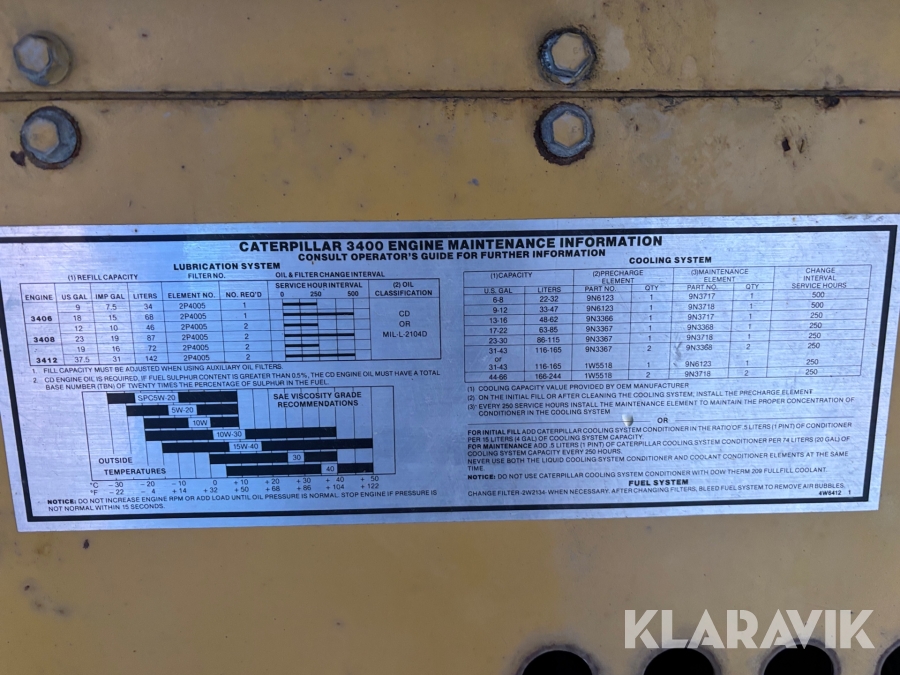 CATERPILLAR 3400 ENGINE MAINTENANCE INFORMATION
CONSULT OPERATOR'S GUIDE FOR FURTHER INFORMATION
LUBRICATION SYSTEM
(1) REFILL CAPACITY FILTER NO. OIL & FILTER CHANGE INTERVAL
ENGINE US GAL IMP GAL LITERS ELEMENT NO. NO. REQ'D SERVICE HOUR INTERVAL 0 250 500 (2) OIL CLASSIFICATION
9 7.5 34 2P4005 1
3406 18 15 68 2P4005 1
12 10 46 2P4005 2
3408 23 19 87 2P4005 2
19 16 72 2P4005 2
3412 37.5 31 142 2P4005 2
CD
OR
MIL-L-2104D
1. FILL CAPACITY MUST BE ADJUSTED WHEN USING AUXILIARY OIL FILTERS.
2. CD ENGINE OIL IS REQUIRED. IF FUEL SULPHUR CONTENT IS GREATER THAN 0.5%, THE CD ENGINE OIL MUST HAVE A TOTAL
BASE NUMBER (TBN) OF TWENTY TIMES THE PERCENTAGE OF SULPHUR IN THE FUEL.
SAE VISCOSITY GRADE
RECOMMENDATIONS
SPC5W-20
5W-20
10W
10W-30
15W-40
30
40
OUTSIDE
TEMPERATURES
°C −30 −20 −10 0 +10 +20 +30 +40 +50
°F −22 −4 +14 +32 +50 +68 +86 +104 +122
NOTICE: DO NOT INCREASE ENGINE RPM OR ADD LOAD UNTIL OIL PRESSURE IS NORMAL. STOP ENGINE IF PRESSURE IS
NOT NORMAL WITHIN 15 SECONDS.
COOLING SYSTEM
(1) CAPACITY (2) PRECHARGE ELEMENT (3) MAINTENANCE ELEMENT CHANGE INTERVAL
U.S. GAL LITERS PART NO. QTY PART NO. QTY SERVICE HOURS
6-8 22-32 9N6123 1 9N3717 1 500
9-12 33-47 9N6123 1 9N3718 1 500
13-16 48-62 9N3366 1 9N3717 1 250
17-22 63-85 9N3367 1 9N3368 1 250
23-30 86-115 9N3367 1 9N3718 1 250
31-43 116-165 9N3367 2 9N3368 2 250
or
31-43 116-165 1W5518 1 9N6123 1 250
44-66 166-244 1W5518 2 9N3718 2 250
(1) COOLING CAPACITY VALUE PROVIDED BY OEM MANUFACTURER
(2) ON THE INITIAL FILL OR AFTER CLEANING THE COOLING SYSTEM, INSTALL THE PRECHARGE ELEMENT
(3) EVERY 250 SERVICE HOURS INSTALL THE MAINTENANCE ELEMENT TO MAINTAIN THE PROPER CONCENTRATION OF
CONDITIONER IN THE COOLING SYSTEM
OR
FOR INITIAL FILL ADD CATERPILLAR COOLING SYSTEM CONDITIONER IN THE RATIO OF .5 LITERS (1 PINT) OF CONDITIONER
PER 15 LITERS (4 GAL) OF COOLING SYSTEM CAPACITY.
FOR MAINTENANCE ADD .5 LITERS (1 PINT) OF CATERPILLAR COOLING SYSTEM CONDITIONER PER 74 LITERS (20 GAL) OF
COOLING SYSTEM CAPACITY EVERY 250 HOURS.
NEVER USE BOTH THE LIQUID COOLING SYSTEM CONDITIONER AND COOLANT CONDITIONER ELEMENTS AT THE SAME
TIME
NOTICE: DO NOT USE CATERPILLAR COOLING SYSTEM CONDITIONER WITH DOW THERM 209 FULLFILL COOLANT.
FUEL SYSTEM
CHANGE FILTER -2W2134- WHEN NECESSARY. AFTER CHANGING FILTERS, BLEED FUEL SYSTEM TO REMOVE AIR BUBBLES.
4W6412 1
KLARAVIK